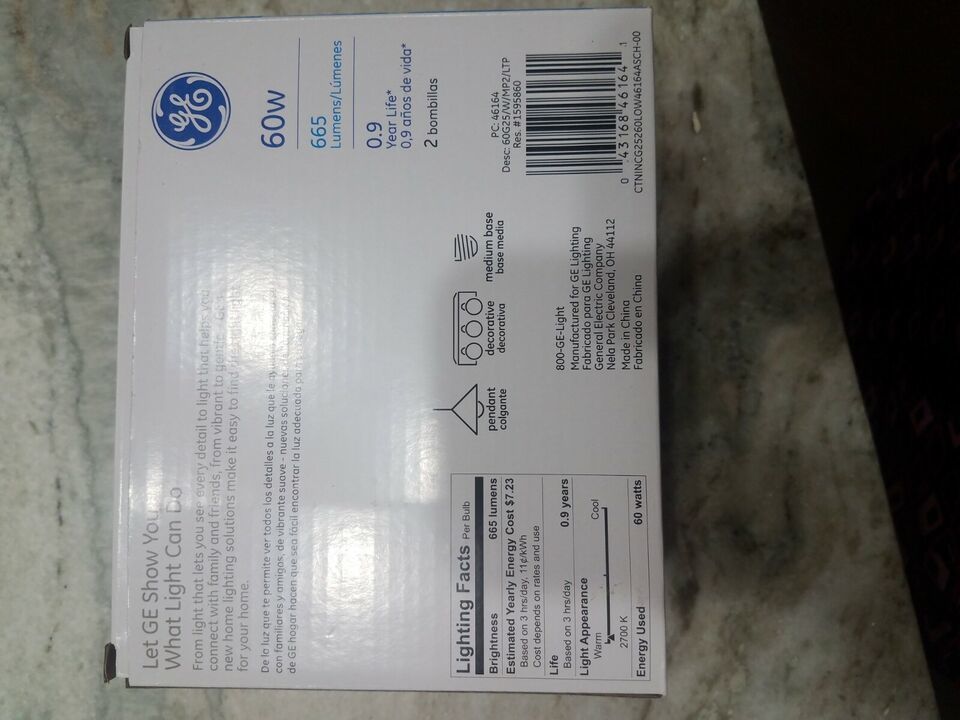 Let GE Show You
What Light Can Do
From light that lets you see every detail to light that helps you
connect with family and friends, from vibrant to gentle - GE's
new home lighting solutions make it easy to find
for your home.
De la luz que te permite ver todos los detalles a la luz que le
con familiares y amigos, de vibrante suave - nuevas
de GE hogar hacen que sea fácil encontrar la luz adecuada
GE
60W
665
Lumens/Lúmenes
0.9
Year Life*
0,9 años de vida*
2 bombillas
Lighting Facts Per Bulb
Brightness 665 lumens
Estimated Yearly Energy Cost $7.23
Based on 3 hrs/day, 11¢/kWh
Cost depends on rates and use
Life
Based on 3 hrs/day 0.9 years
Light Appearance
Warm Cool
2700 K
Energy Used 60 watts
pendant
colgante
decorative
decorativa
medium base
base media
800-GE-Light
Manufactured for GE Lighting
Fabricado para GE Lighting
General Electric Company
Nela Park Cleveland, OH 44112
Made in China
Fabricado en China
PC: 46164
Desc: 60G25/W/MP2/LTP
Res. #1595860
0 43168 46164 1
CTNINCG25260LOW46164ASCH-00